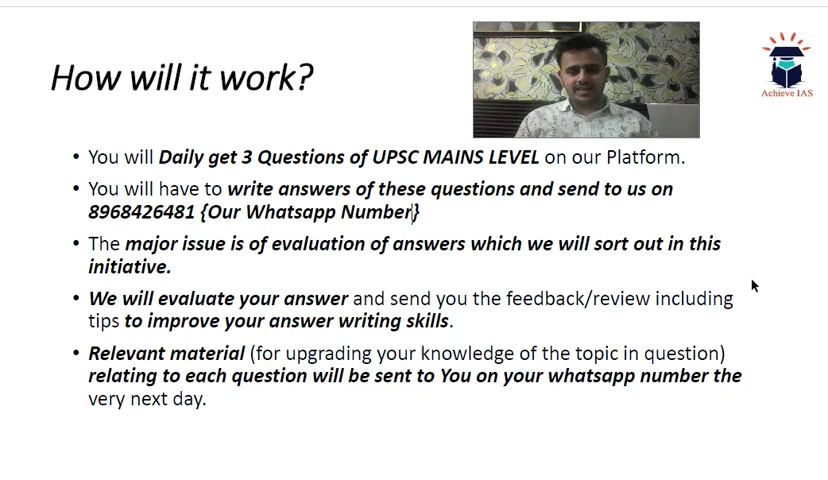 How will it work?
Achieve IAS
• You will Daily get 3 Questions of UPSC MAINS LEVEL on our Platform.
• You will have to write answers of these questions and send to us on
8968426481 {Our Whatsapp Number}
• The major issue is of evaluation of answers which we will sort out in this
initiative.
• We will evaluate your answer and send you the feedback/review including
tips to improve your answer writing skills.
• Relevant material (for upgrading your knowledge of the topic in question)
relating to each question will be sent to You on your whatsapp number the
very next day.